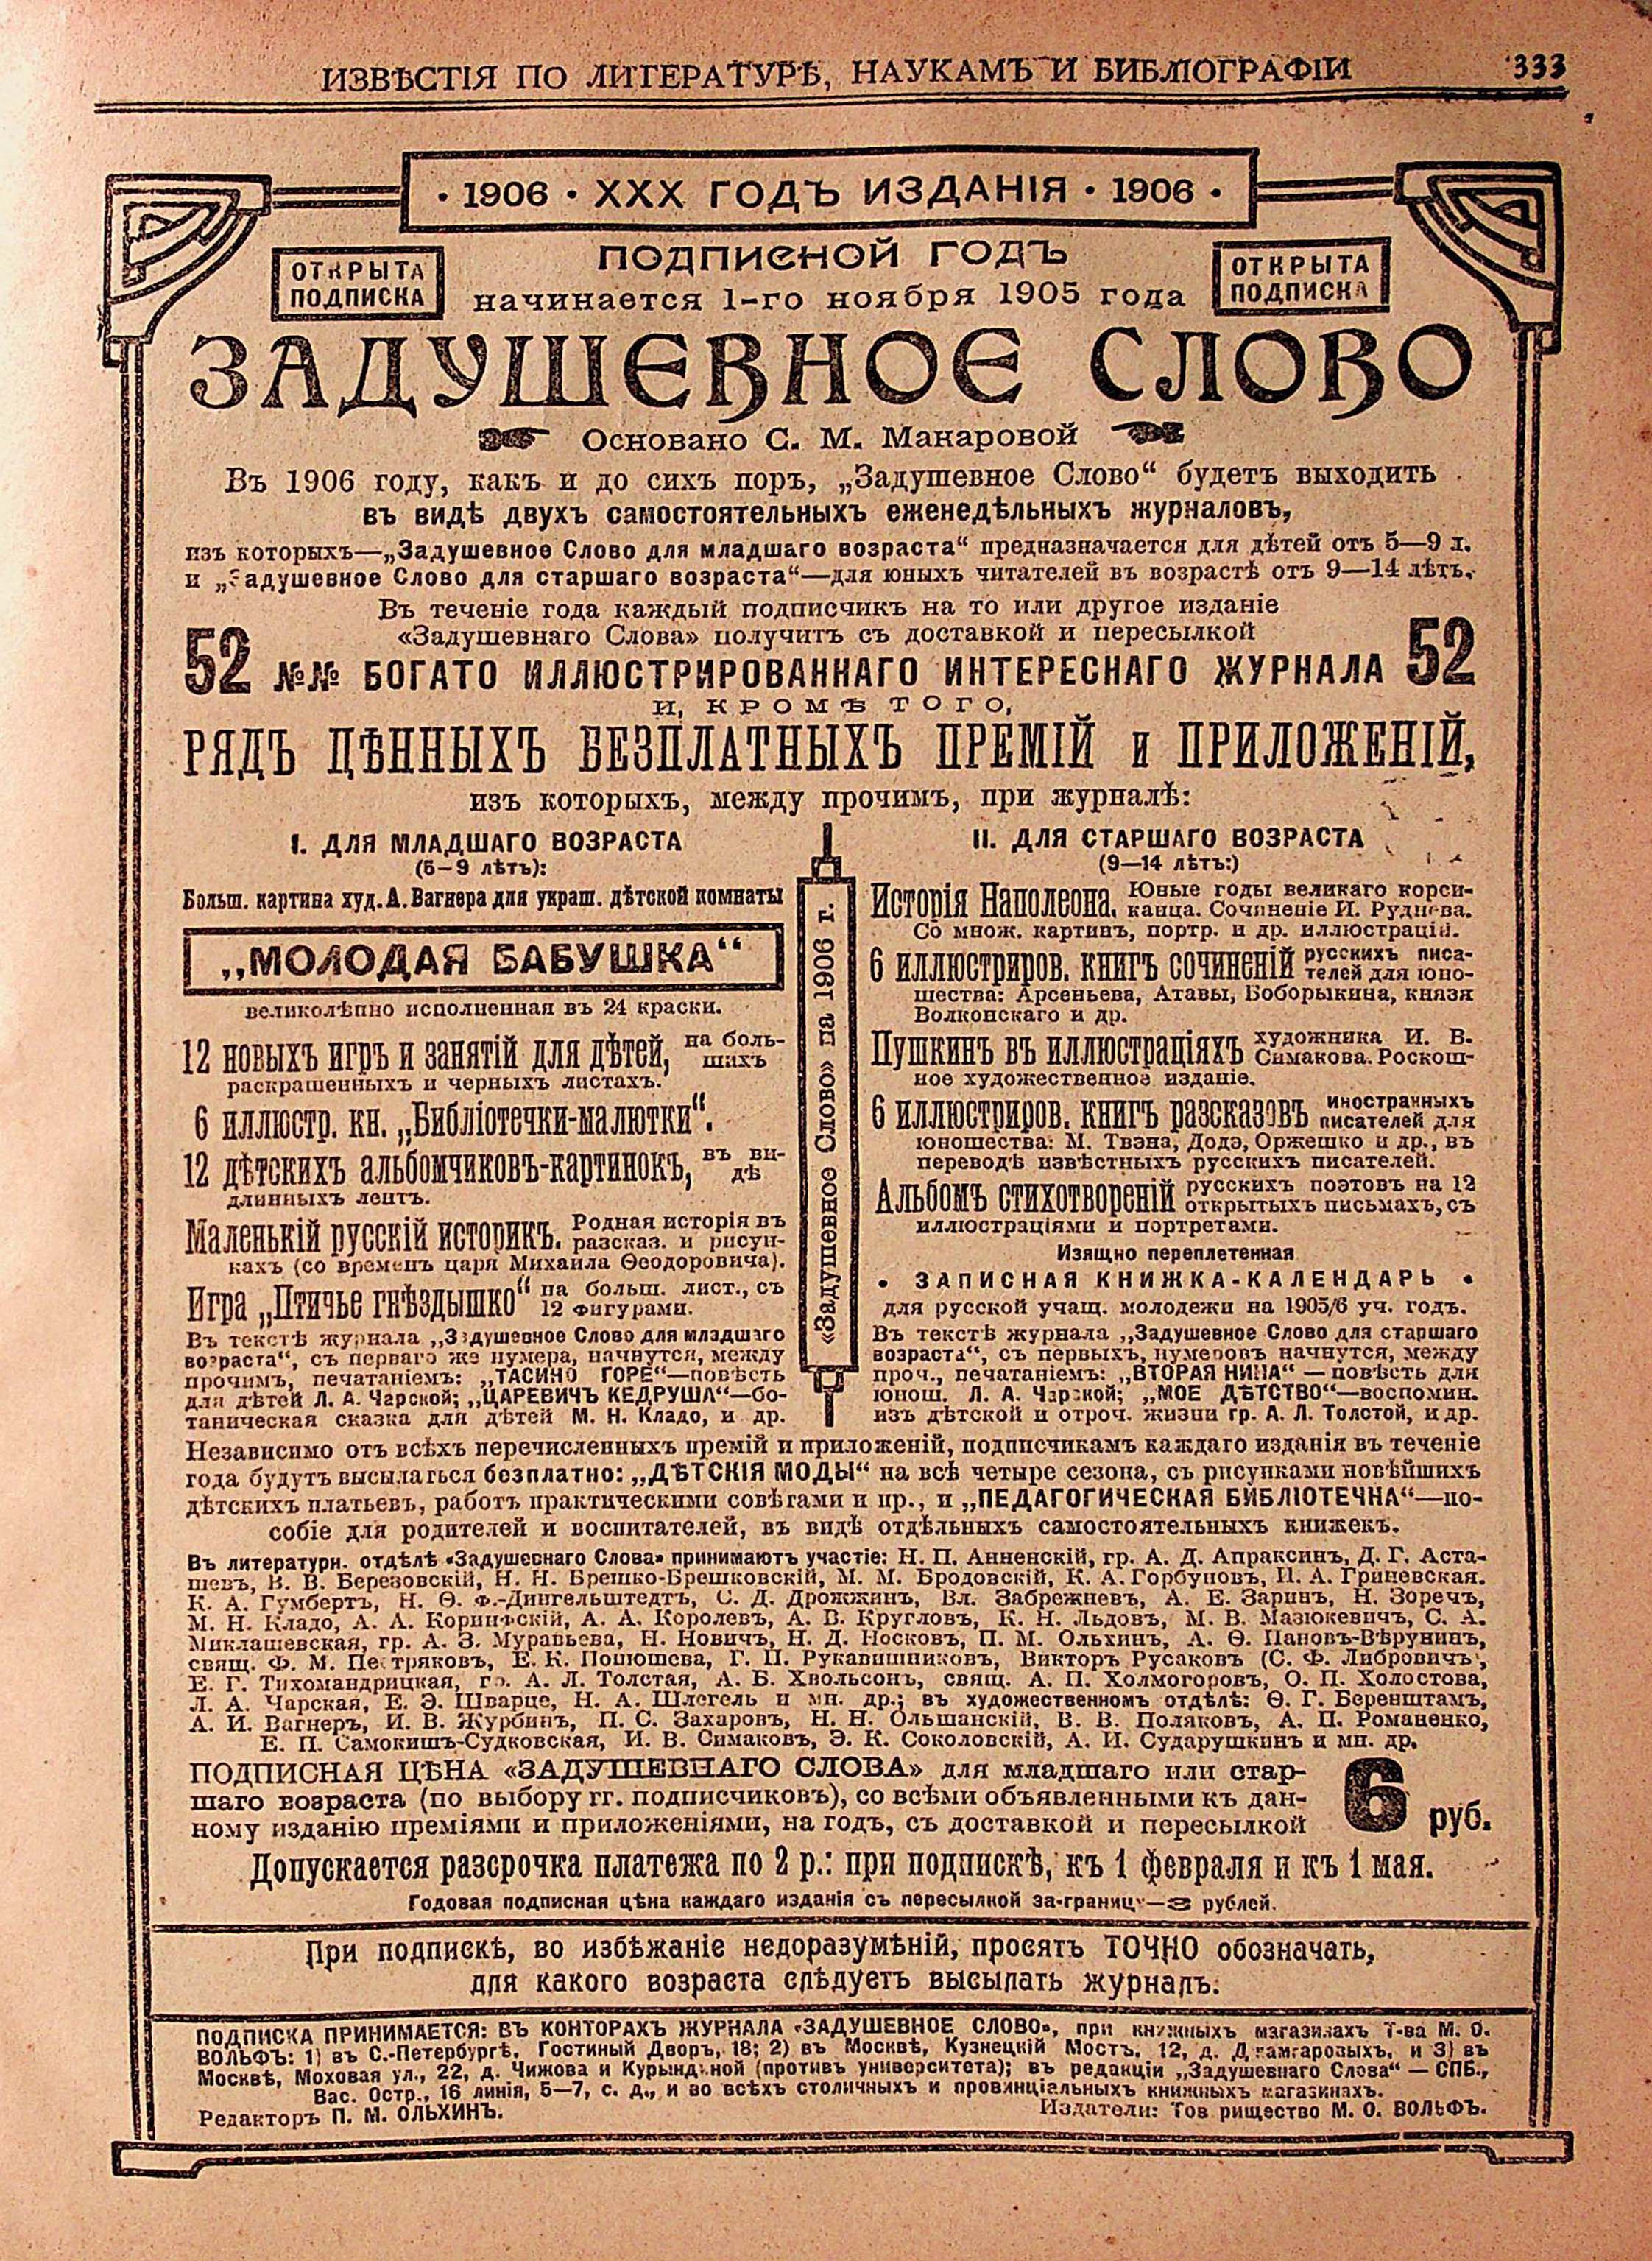 ИЗВѢСТІЯ ПО ЛИТЕРАТУРѢ, НАУКАМЪ И БИБЛІОГРАФІИ 333
· 1906 · XXX ГОДЪ ИЗДАНІЯ · 1906 ·
ОТКРЫТА ПОДПИСКА
ПОДПИСНОЙ ГОДЪ
начинается 1-го ноября 1905 года
ОТКРЫТА ПОДПИСКА
ЗАДУШЕВНОЕ СЛОВО
Основано С. М. Макаровой
Въ 1906 году, какъ и до сихъ поръ, „Задушевное Слово“ будетъ выходить
въ видѣ двухъ самостоятельныхъ еженедѣльныхъ журналовъ,
изъ которыхъ—„Задушевное Слово для младшаго возраста“ предназначается для дѣтей отъ 5—9 л.
и „Задушевное Слово для старшаго возраста“—для юныхъ читателей въ возрастѣ отъ 9—14 лѣтъ.
Въ теченіе года каждый подписчикъ на то или другое изданіе
«Задушевнаго Слова» получитъ съ доставкой и пересылкой
52 №№ БОГАТО ИЛЛЮСТРИРОВАННАГО ИНТЕРЕСНАГО ЖУРНАЛА 52
и, кромѣ того,
РЯДЪ ЦѢННЫХЪ БЕЗПЛАТНЫХЪ ПРЕМІЙ и ПРИЛОЖЕНІЙ,
изъ которыхъ, между прочимъ, при журналѣ:
I. ДЛЯ МЛАДШАГО ВОЗРАСТА
(5—9 лѣтъ):
Больш. картина худ. А. Вагнера для украш. дѣтской комнаты
„МОЛОДАЯ БАБУШКА“
великолѣпно исполненная въ 24 краски.
12 новыхъ игръ и занятій для дѣтей, на боль-
шихъ
раскрашенныхъ и черныхъ листахъ.
6 иллюстр. кн. „Библіотечки-малютки“.
12 дѣтскихъ альбомчиковъ-картинокъ, въ ви-
дѣ
длинныхъ лентъ.
Маленькій русскій историкъ. Родная исторія въ
разсказ. и рисун-
кахъ (со временъ царя Михаила Ѳеодоровича).
Игра „Птичье гнѣздышко“ на больш. лист., съ
12 фигурами.
Въ текстѣ журнала „Задушевное Слово для младшаго
возраста“, съ перваго же нумера, начнутся, между
прочимъ, печатаніемъ: „ТАСИНО ГОРЕ“—повѣсть
для дѣтей Л. А. Чарской; „ЦАРЕВИЧЪ КЕДРУША“—бо-
таническая сказка для дѣтей М. Н. Кладо, и др.
«Задушевное Слово» на 1906 г.
II. ДЛЯ СТАРШАГО ВОЗРАСТА
(9—14 лѣтъ:)
Исторія Наполеона. Юные годы великаго корси-
канца. Сочиненіе И. Руднева.
Со множ. картинъ, портр. и др. иллюстрацій.
6 иллюстриров. книгъ сочиненій русскихъ писа-
телей для юно-
шества: Арсеньева, Атавы, Боборыкина, князя
Волконскаго и др.
Пушкинъ въ иллюстраціяхъ художника И. В.
Симакова. Роскош-
ное художественное изданіе.
6 иллюстриров. книгъ разсказовъ иностранныхъ
писателей для
юношества: М. Твэна, Додэ, Оржешко и др., въ
переводѣ извѣстныхъ русскихъ писателей.
Альбомъ стихотвореній русскихъ поэтовъ на 12
открытыхъ письмахъ, съ
иллюстраціями и портретами.
Изящно переплетенная
• ЗАПИСНАЯ КНИЖКА-КАЛЕНДАРЬ •
для русской учащ. молодежи на 1905/6 уч. годъ.
Въ текстѣ журнала „Задушевное Слово для старшаго
возраста“, съ первыхъ, нумеровъ начнутся, между
проч., печатаніемъ: „ВТОРАЯ НИНА“ — повѣсть для
юнош. Л. А. Чарской; „МОЕ ДѢТСТВО“—воспомин.
изъ дѣтской и отроч. жизни гр. А. Л. Толстой, и др.
Независимо отъ всѣхъ перечисленныхъ премій и приложеній, подписчикамъ каждаго изданія въ теченіе
года будутъ высылаться безплатно: „ДѢТСКІЯ МОДЫ“ на всѣ четыре сезона, съ рисунками новѣйшихъ
дѣтскихъ платьевъ, работъ практическими совѣтами и пр., и „ПЕДАГОГИЧЕСКАЯ БИБЛІОТЕЧКА“—по-
собіе для родителей и воспитателей, въ видѣ отдѣльныхъ самостоятельныхъ книжекъ.
Въ литературн. отдѣлѣ «Задушевнаго Слова» принимаютъ участіе: Н. П. Анненскій, гр. А. Д. Апраксинъ, Д. Г. Аста-
шевъ, В. В. Березовскій, Н. Н. Брешко-Брешковскій, М. М. Бродовскій, К. А. Горбуновъ, И. А. Гриневская.
К. А. Гумбертъ, Н. Ѳ. Ф.-Дингельштедтъ, С. Д. Дрожжинъ, Вл. Забрежневъ, А. Е. Заринъ, Н. Зоречъ,
М. Н. Кладо, А. А. Коринфскій, А. А. Королевъ, А. В. Кругловъ, К. Н. Льдовъ, М. В. Мазюкевичъ, С. А.
Миклашевская, гр. А. З. Муравьева, Н. Новичъ, Н. Д. Носковъ, П. М. Ольхинъ, А. Ѳ. Пановъ-Вѣрунинъ,
свящ. Ф. М. Пестряковъ, Е. К. Попюшева, Г. П. Рукавишниковъ, Викторъ Русаковъ (С. Ф. Либровичъ),
Е. Г. Тихомандрицкая, гр. А. Л. Толстая, А. Б. Хвольсонъ, свящ. А. П. Холмогоровъ, О. П. Холостова,
Л. А. Чарская, Е. Э. Шварце, Н. А. Шлегель и мн. др.; въ художественномъ отдѣлѣ: Ѳ. Г. Беренштамъ,
А. И. Вагнеръ, И. В. Журбинъ, П. С. Захаровъ, Н. Н. Ольшанскій, В. В. Поляковъ, А. П. Романенко,
Е. П. Самокишъ-Судковская, И. В. Симаковъ, Э. К. Соколовскій, А. И. Сударушкинъ и мн. др.
ПОДПИСНАЯ ЦѢНА «ЗАДУШЕВНАГО СЛОВА» для младшаго или стар-
шаго возраста (по выбору гг. подписчиковъ), со всѣми объявленными къ дан-
ному изданію преміями и приложеніями, на годъ, съ доставкой и пересылкой 6 руб.
Допускается разсрочка платежа по 2 р.: при подпискѣ, къ 1 февраля и къ 1 мая.
Годовая подписная цѣна каждаго изданія съ пересылкой за-границу—8 рублей.
При подпискѣ, во избѣжаніе недоразумѣній, просятъ ТОЧНО обозначать,
для какого возраста слѣдуетъ высылать журналъ.
ПОДПИСКА ПРИНИМАЕТСЯ: ВЪ КОНТОРАХЪ ЖУРНАЛА «ЗАДУШЕВНОЕ СЛОВО», при книжныхъ магазинахъ Т-ва М. О.
ВОЛЬФЪ: 1) въ С.-Петербургѣ, Гостиный Дворъ, 18; 2) въ Москвѣ, Кузнецкій Мостъ, 12, д. Джамгаровыхъ, и 3) въ
Москвѣ, Моховая ул., 22, д. Чижова и Курындиной (противъ университета); въ редакціи „Задушевнаго Слова“ — СПБ.,
Вас. Остр., 16 линія, 5—7, с. д., и во всѣхъ столичныхъ и провинціальныхъ книжныхъ магазинахъ.
Редакторъ П. М. ОЛЬХИНЪ. Издатели: Товарищество М. О. ВОЛЬФЪ.